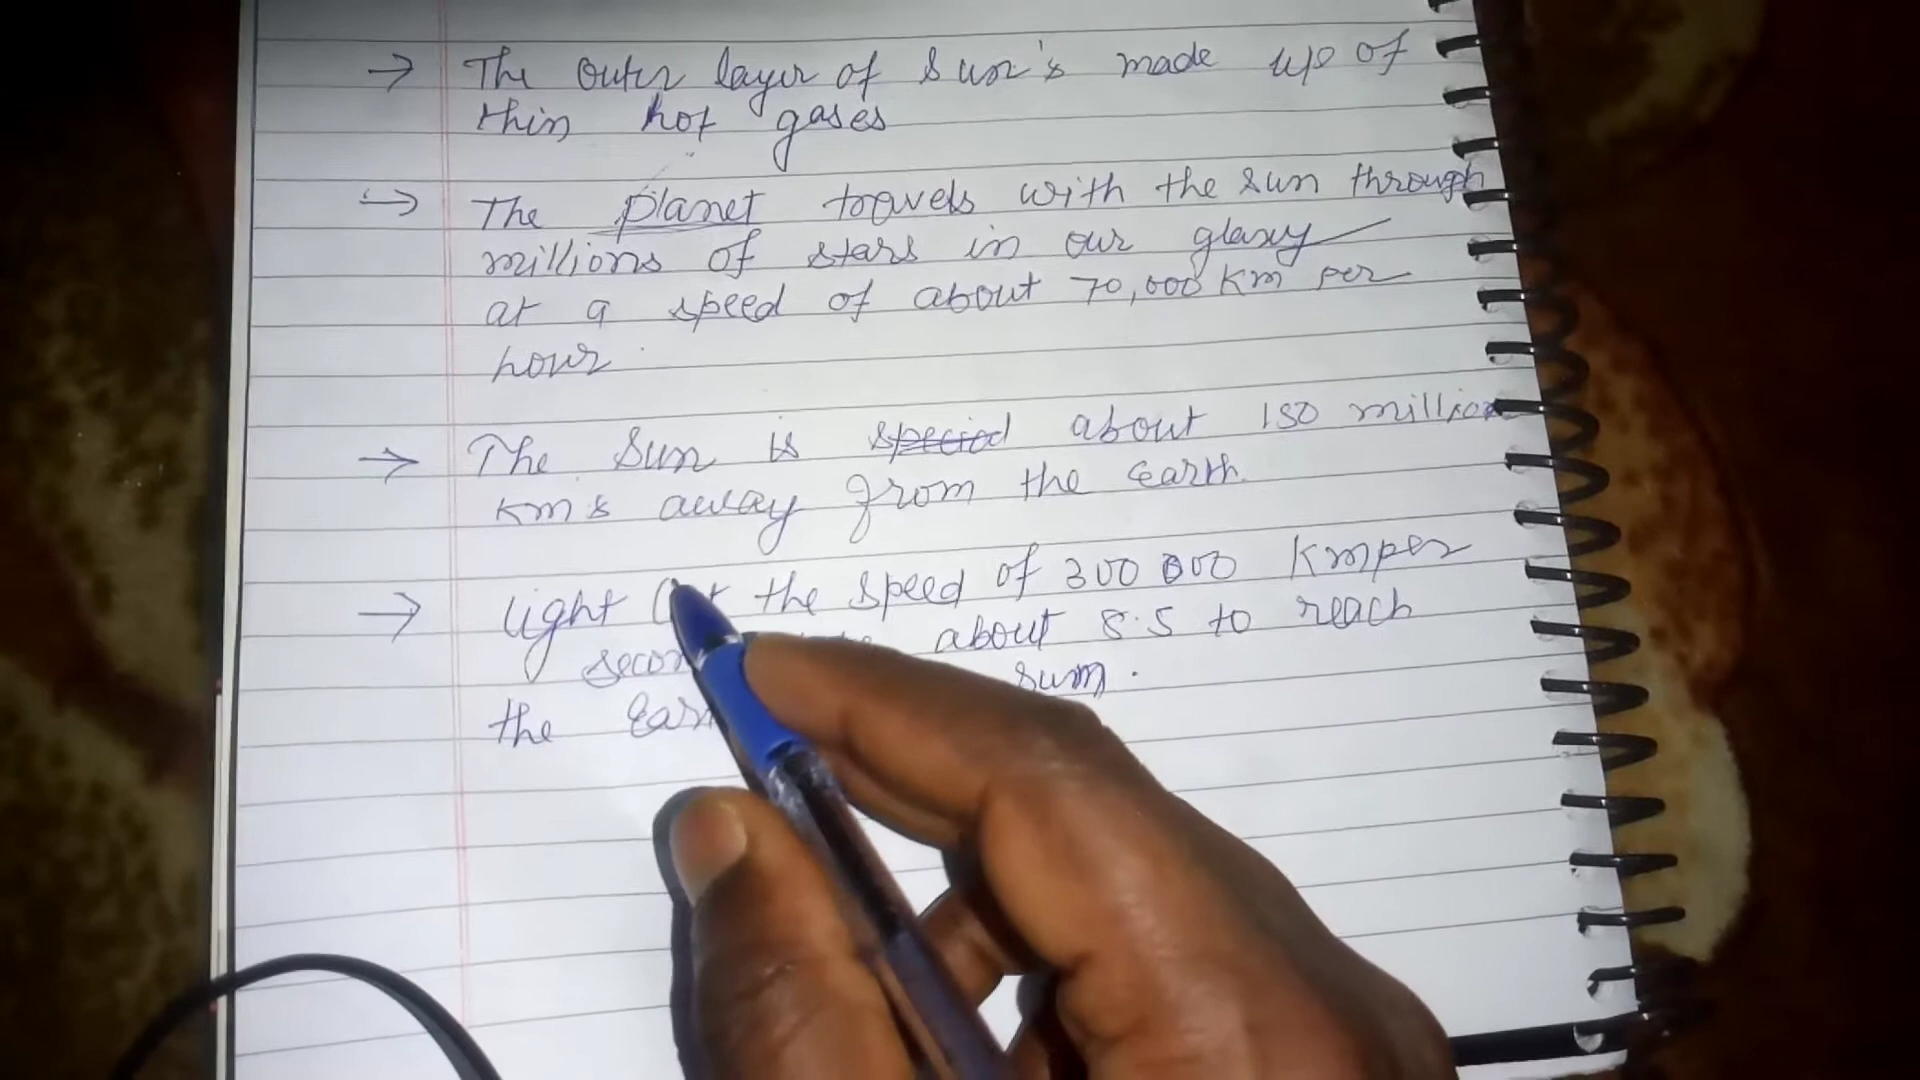 → The outer layer of Sun's made up of
thin hot gases
→ The planet travels with the sun through
millions of stars in our glaxy
at a speed of about 70,000 Km per
hour
→ The Sun is about 150 million
Km's away from the Earth.
→ light the speed of 300 000 Km per
about 8.5 to reach
the sum.